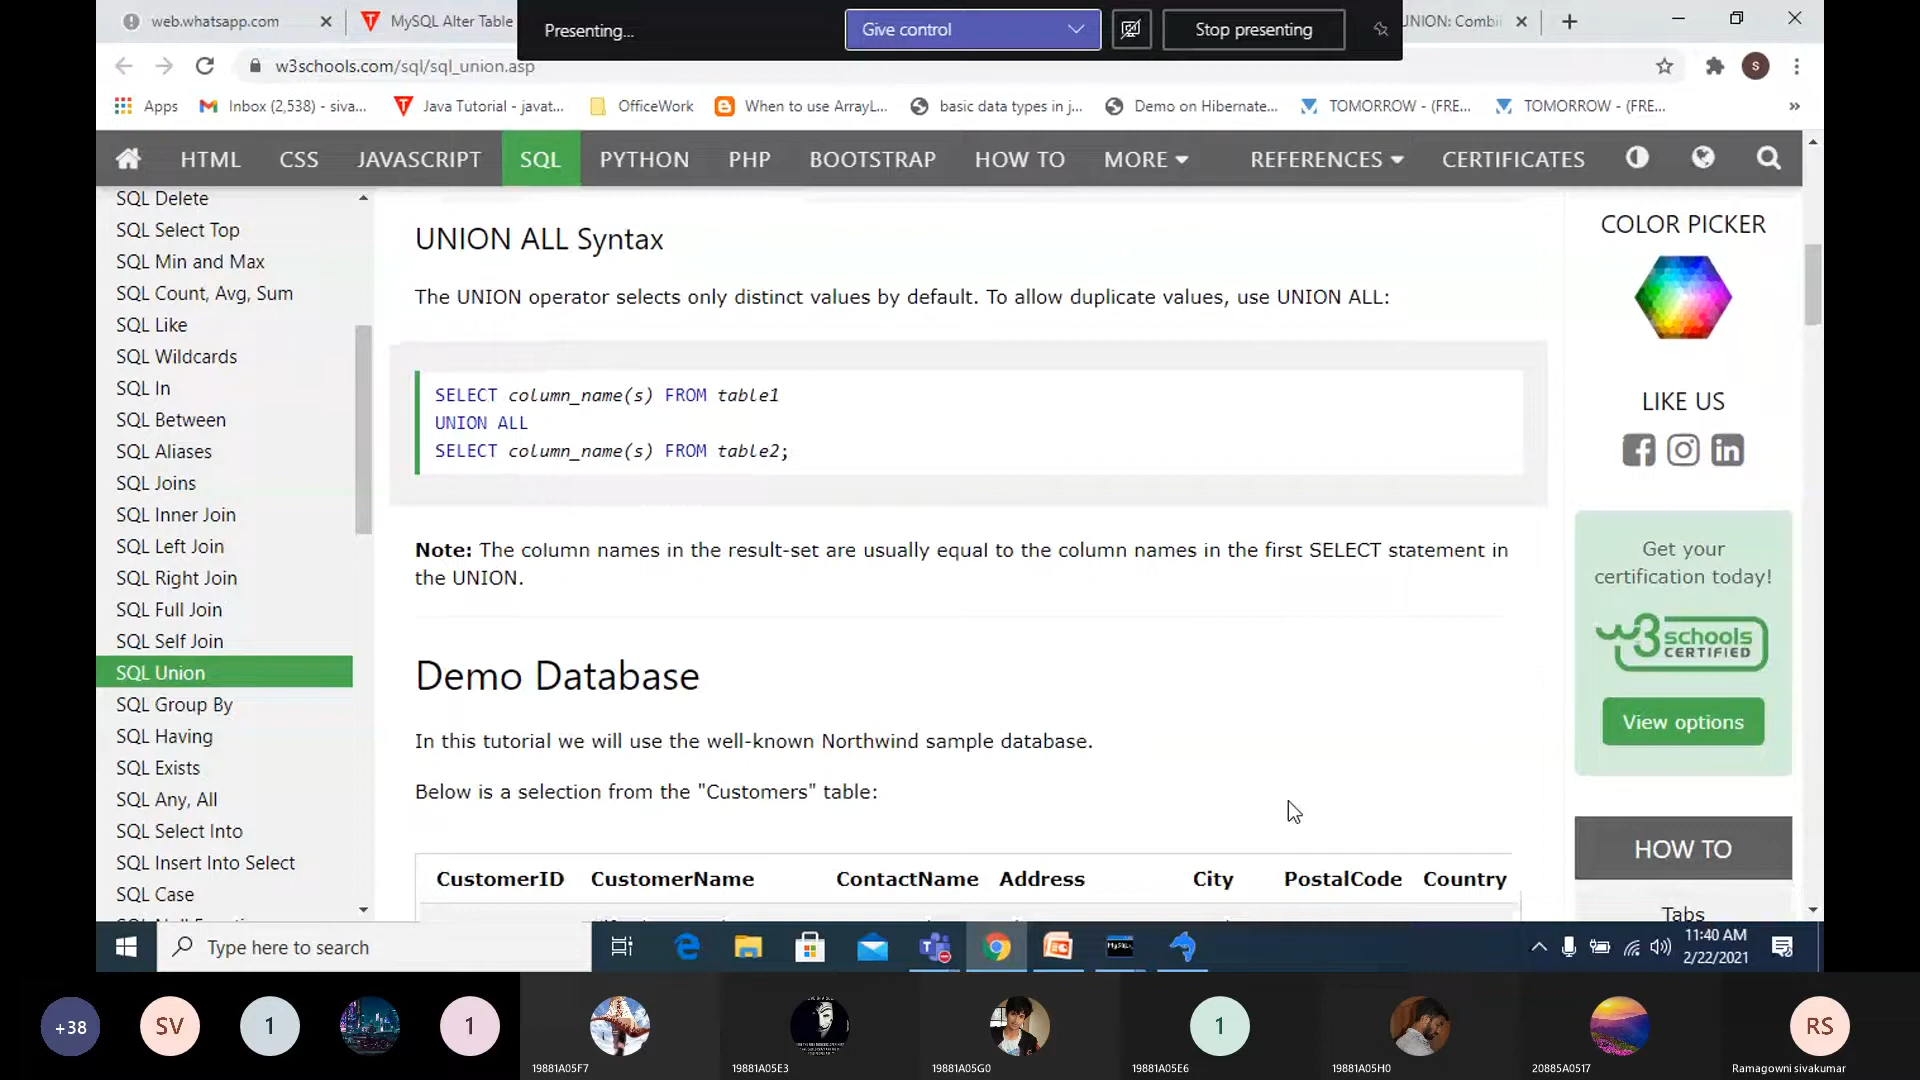 web.whatsapp.com
MySQL Alter Table
Presenting...
Give control
Stop presenting
UNION: Combi
w3schools.com/sql/sql_union.asp
S
Apps
Inbox (2,538) - siva...
Java Tutorial - javat...
OfficeWork
When to use ArrayL...
basic data types in j...
Demo on Hibernate...
TOMORROW - (FRE...
TOMORROW - (FRE...
»
HTML
CSS
JAVASCRIPT
SQL
PYTHON
PHP
BOOTSTRAP
HOW TO
MORE
REFERENCES
CERTIFICATES
SQL Delete
SQL Select Top
SQL Min and Max
SQL Count, Avg, Sum
SQL Like
SQL Wildcards
SQL In
SQL Between
SQL Aliases
SQL Joins
SQL Inner Join
SQL Left Join
SQL Right Join
SQL Full Join
SQL Self Join
SQL Union
SQL Group By
SQL Having
SQL Exists
SQL Any, All
SQL Select Into
SQL Insert Into Select
SQL Case
UNION ALL Syntax
The UNION operator selects only distinct values by default. To allow duplicate values, use UNION ALL:
SELECT column_name(s) FROM table1
UNION ALL
SELECT column_name(s) FROM table2;
Note: The column names in the result-set are usually equal to the column names in the first SELECT statement in
the UNION.
Demo Database
In this tutorial we will use the well-known Northwind sample database.
Below is a selection from the "Customers" table:
CustomerID CustomerName ContactName Address City PostalCode Country
COLOR PICKER
LIKE US
Get your
certification today!
w3schools
CERTIFIED
View options
HOW TO
Tabs
Type here to search
MySQL
11:40 AM
2/22/2021
+38
SV
1
1
19881A05F7
19881A05E3
19881A05G0
1
19881A05E6
19881A05H0
20885A0517
RS
Ramagowni sivakumar